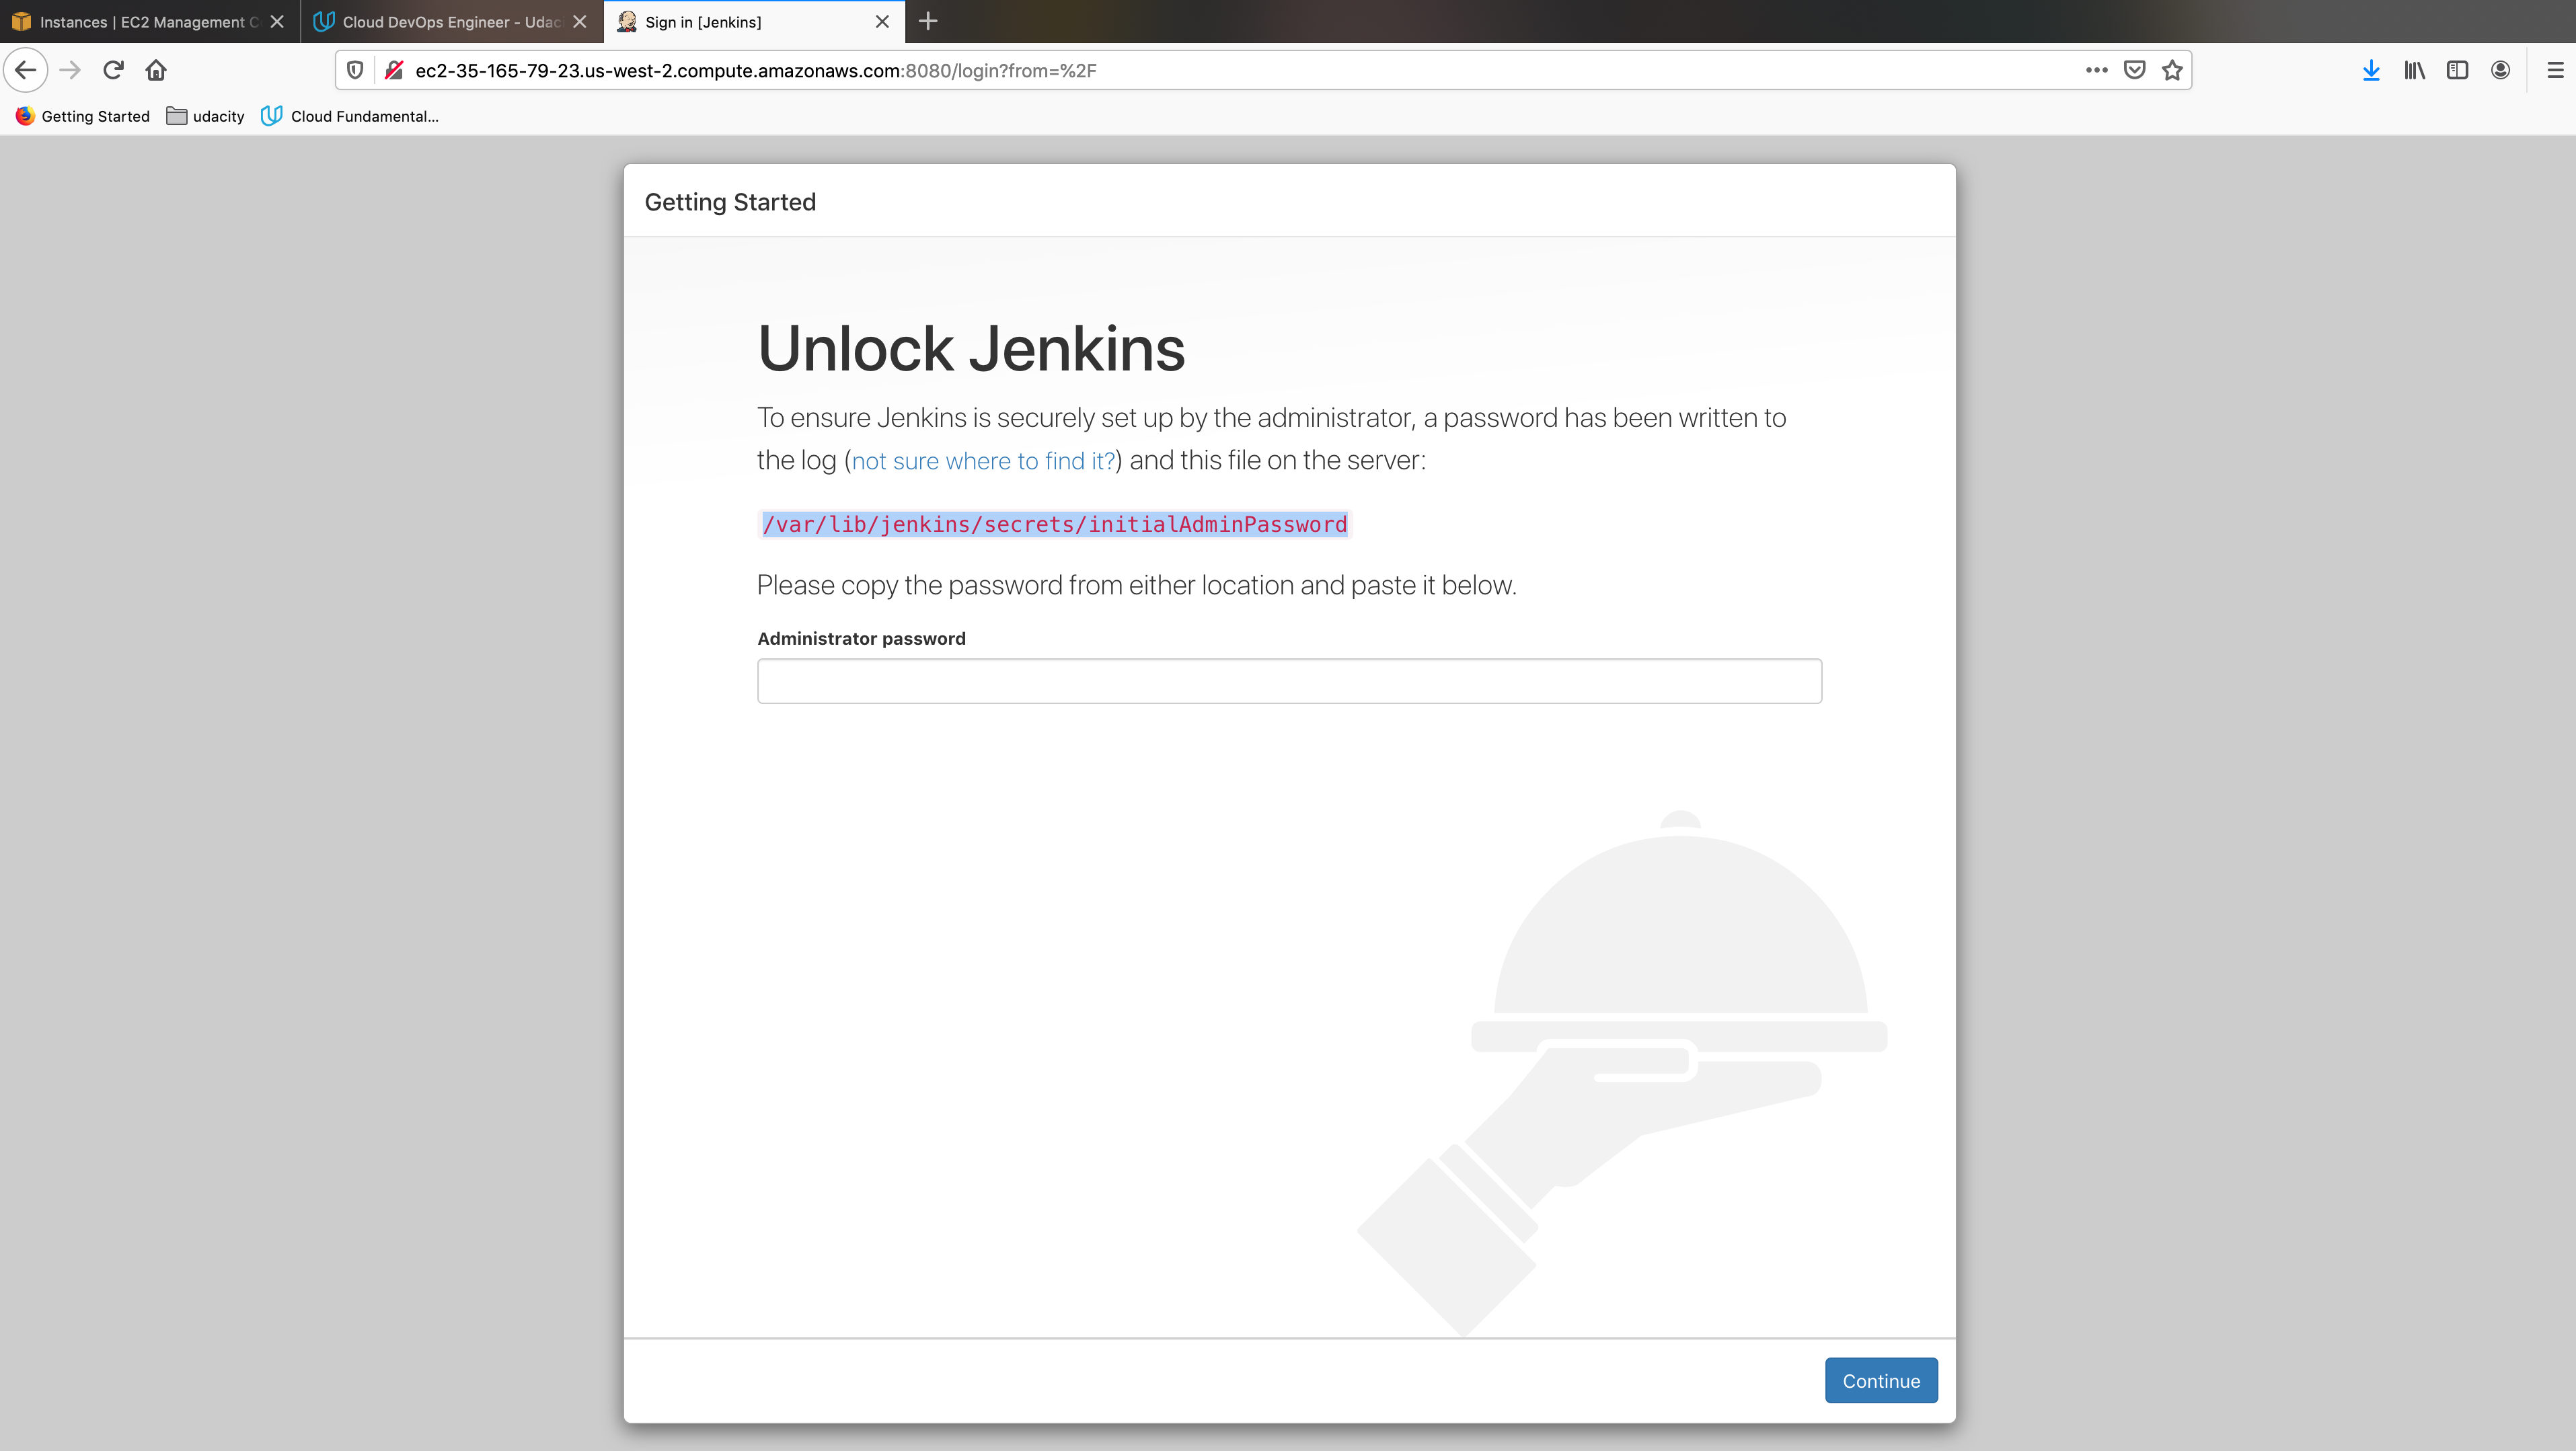 Instances | EC2 Management C
Cloud DevOps Engineer - Udac
Sign in [Jenkins]
ec2-35-165-79-23.us-west-2.compute.amazonaws.com:8080/login?from=%2F
Getting Started
udacity
Cloud Fundamental...
Getting Started
Unlock Jenkins
To ensure Jenkins is securely set up by the administrator, a password has been written to
the log (not sure where to find it?) and this file on the server:
/var/lib/jenkins/secrets/initialAdminPassword
Please copy the password from either location and paste it below.
Administrator password
Continue